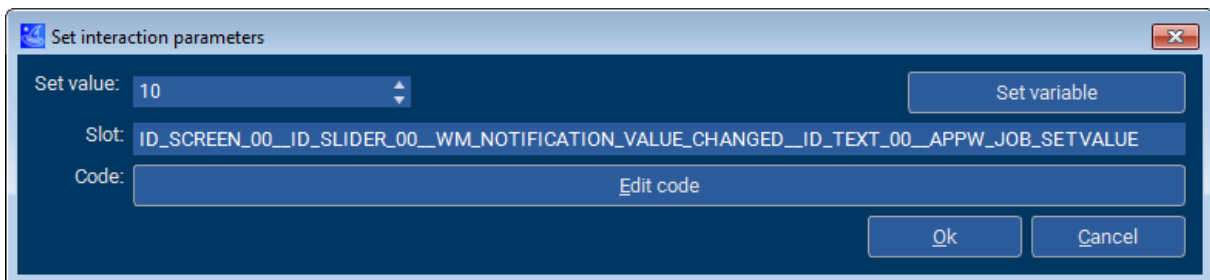 Set interaction parameters
Set value: 10 Set variable
Slot: ID_SCREEN_00__ID_SLIDER_00__WM_NOTIFICATION_VALUE_CHANGED__ID_TEXT_00__APPW_JOB_SETVALUE
Code: Edit code
Ok Cancel